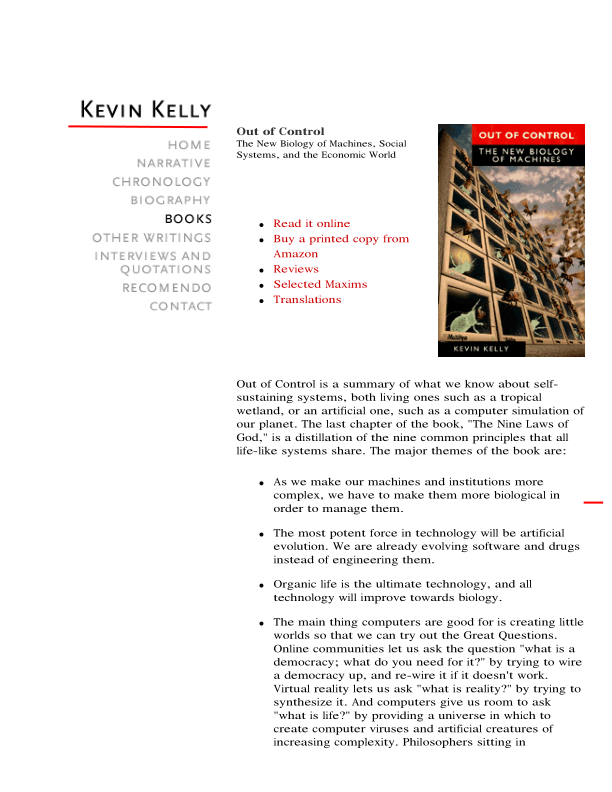 KEVIN KELLY
HOME
NARRATIVE
CHRONOLOGY
BIOGRAPHY
BOOKS
OTHER WRITINGS
INTERVIEWS AND
QUOTATIONS
RECOMENDO
CONTACT
Out of Control
The New Biology of Machines, Social
Systems, and the Economic World
OUT OF CONTROL
THE NEW BIOLOGY
OF MACHINES
KEVIN KELLY
Read it online
Buy a printed copy from
Amazon
Reviews
Selected Maxims
Translations
Out of Control is a summary of what we know about self-
sustaining systems, both living ones such as a tropical
wetland, or an artificial one, such as a computer simulation of
our planet. The last chapter of the book, "The Nine Laws of
God," is a distillation of the nine common principles that all
life-like systems share. The major themes of the book are:
As we make our machines and institutions more
complex, we have to make them more biological in
order to manage them.
The most potent force in technology will be artificial
evolution. We are already evolving software and drugs
instead of engineering them.
Organic life is the ultimate technology, and all
technology will improve towards biology.
The main thing computers are good for is creating little
worlds so that we can try out the Great Questions.
Online communities let us ask the question "what is a
democracy; what do you need for it?" by trying to wire
a democracy up, and re-wire it if it doesn't work.
Virtual reality lets us ask "what is reality?" by trying to
synthesize it. And computers give us room to ask
"what is life?" by providing a universe in which to
create computer viruses and artificial creatures of
increasing complexity. Philosophers sitting in